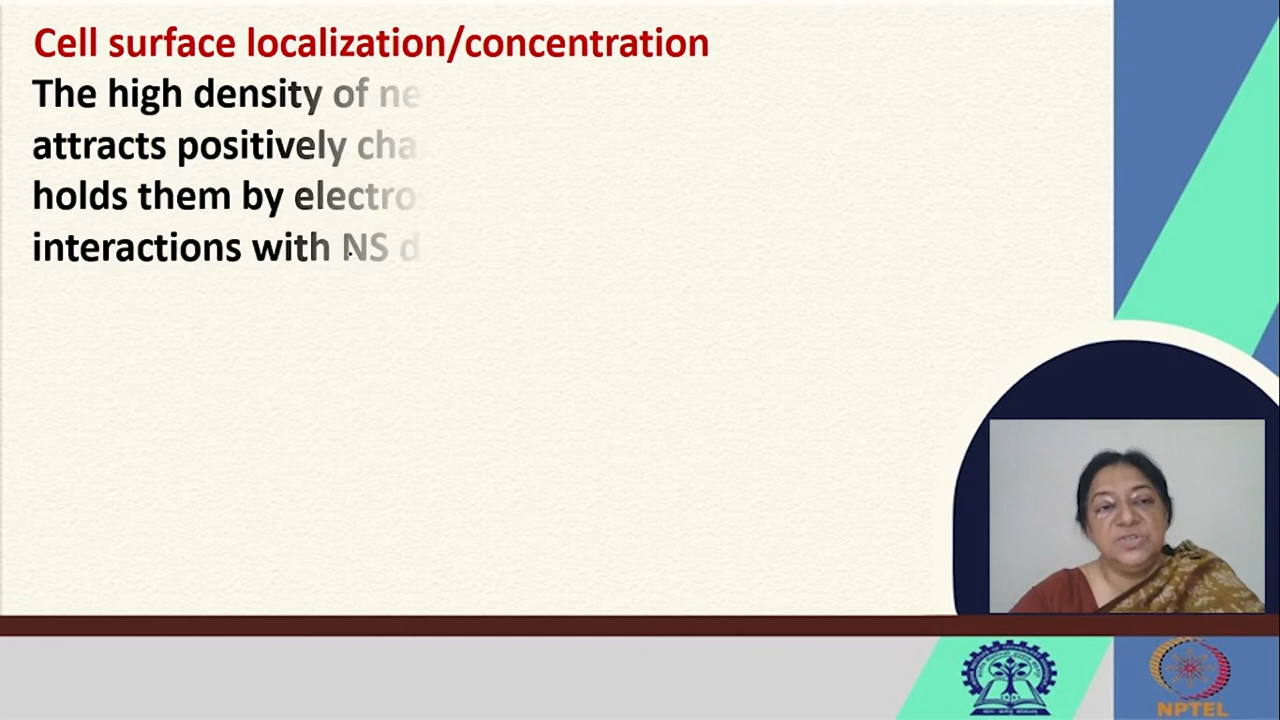 Cell surface localization/concentration
The high density of ne
attracts positively cha
holds them by electro
interactions with NS d
NPTEL